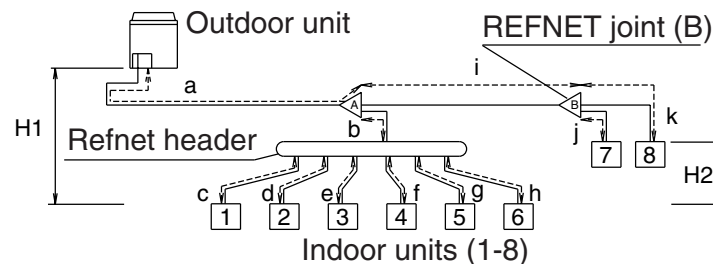 Outdoor unit
REFNET joint (B)
a
i
A
B
H1
b
j
k
Refnet header
7
8
c
d
e
f
g
h
H2
1
2
3
4
5
6
Indoor units (1-8)